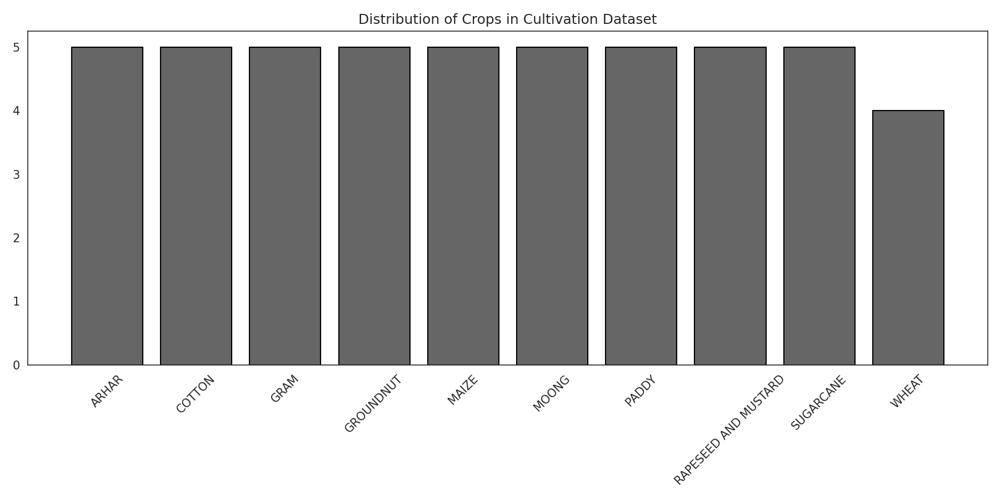 Distribution of Crops in Cultivation Dataset
5
4
3
2
1
0
ARHAR
COTTON
GRAM
GROUNDNUT
MAIZE
MOONG
PADDY
RAPESEED AND MUSTARD
SUGARCANE
WHEAT